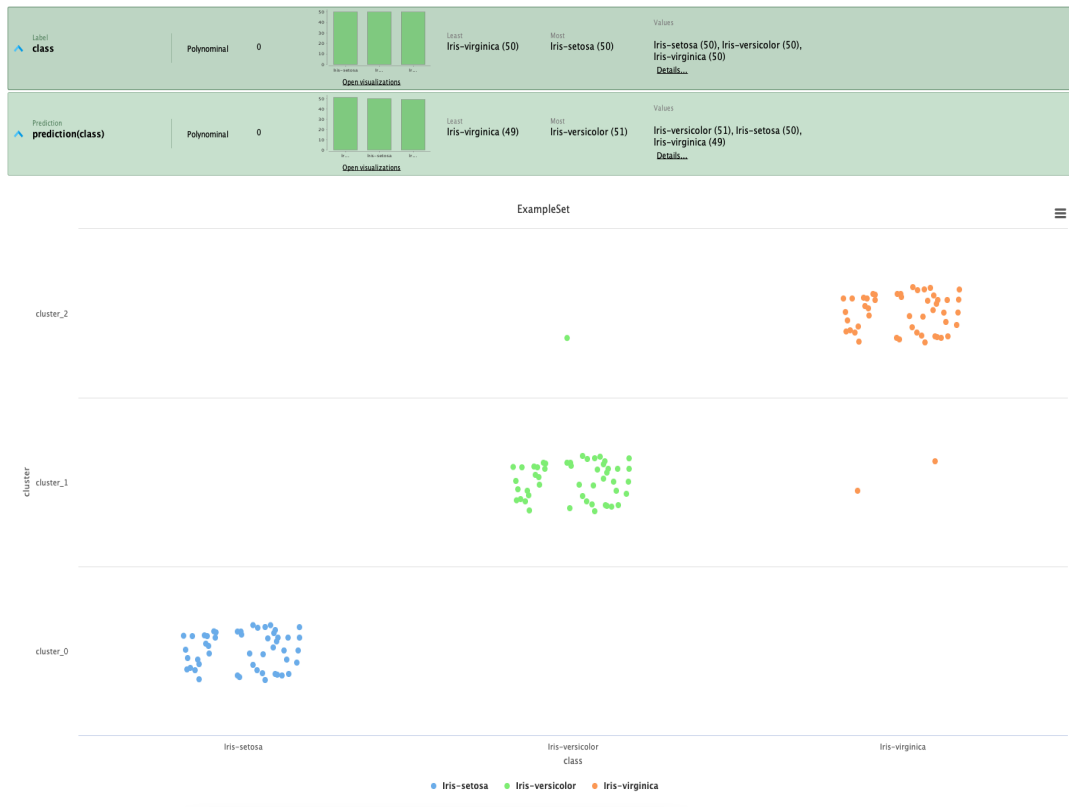 Label
class
Polynominal
0
50
40
30
20
10
0
Iris-setosa Ir... Ir...
Open visualizations
Least
Iris-virginica (50)
Most
Iris-setosa (50)
Values
Iris-setosa (50), Iris-versicolor (50),
Iris-virginica (50)
Details...
Prediction
prediction(class)
Polynominal
0
50
40
30
20
10
0
Ir... Iris-setosa Ir...
Open visualizations
Least
Iris-virginica (49)
Most
Iris-versicolor (51)
Values
Iris-versicolor (51), Iris-setosa (50),
Iris-virginica (49)
Details...
ExampleSet
cluster_2
cluster_1
cluster_0
cluster
Iris-setosa Iris-versicolor Iris-virginica
class
Iris-setosa Iris-versicolor Iris-virginica